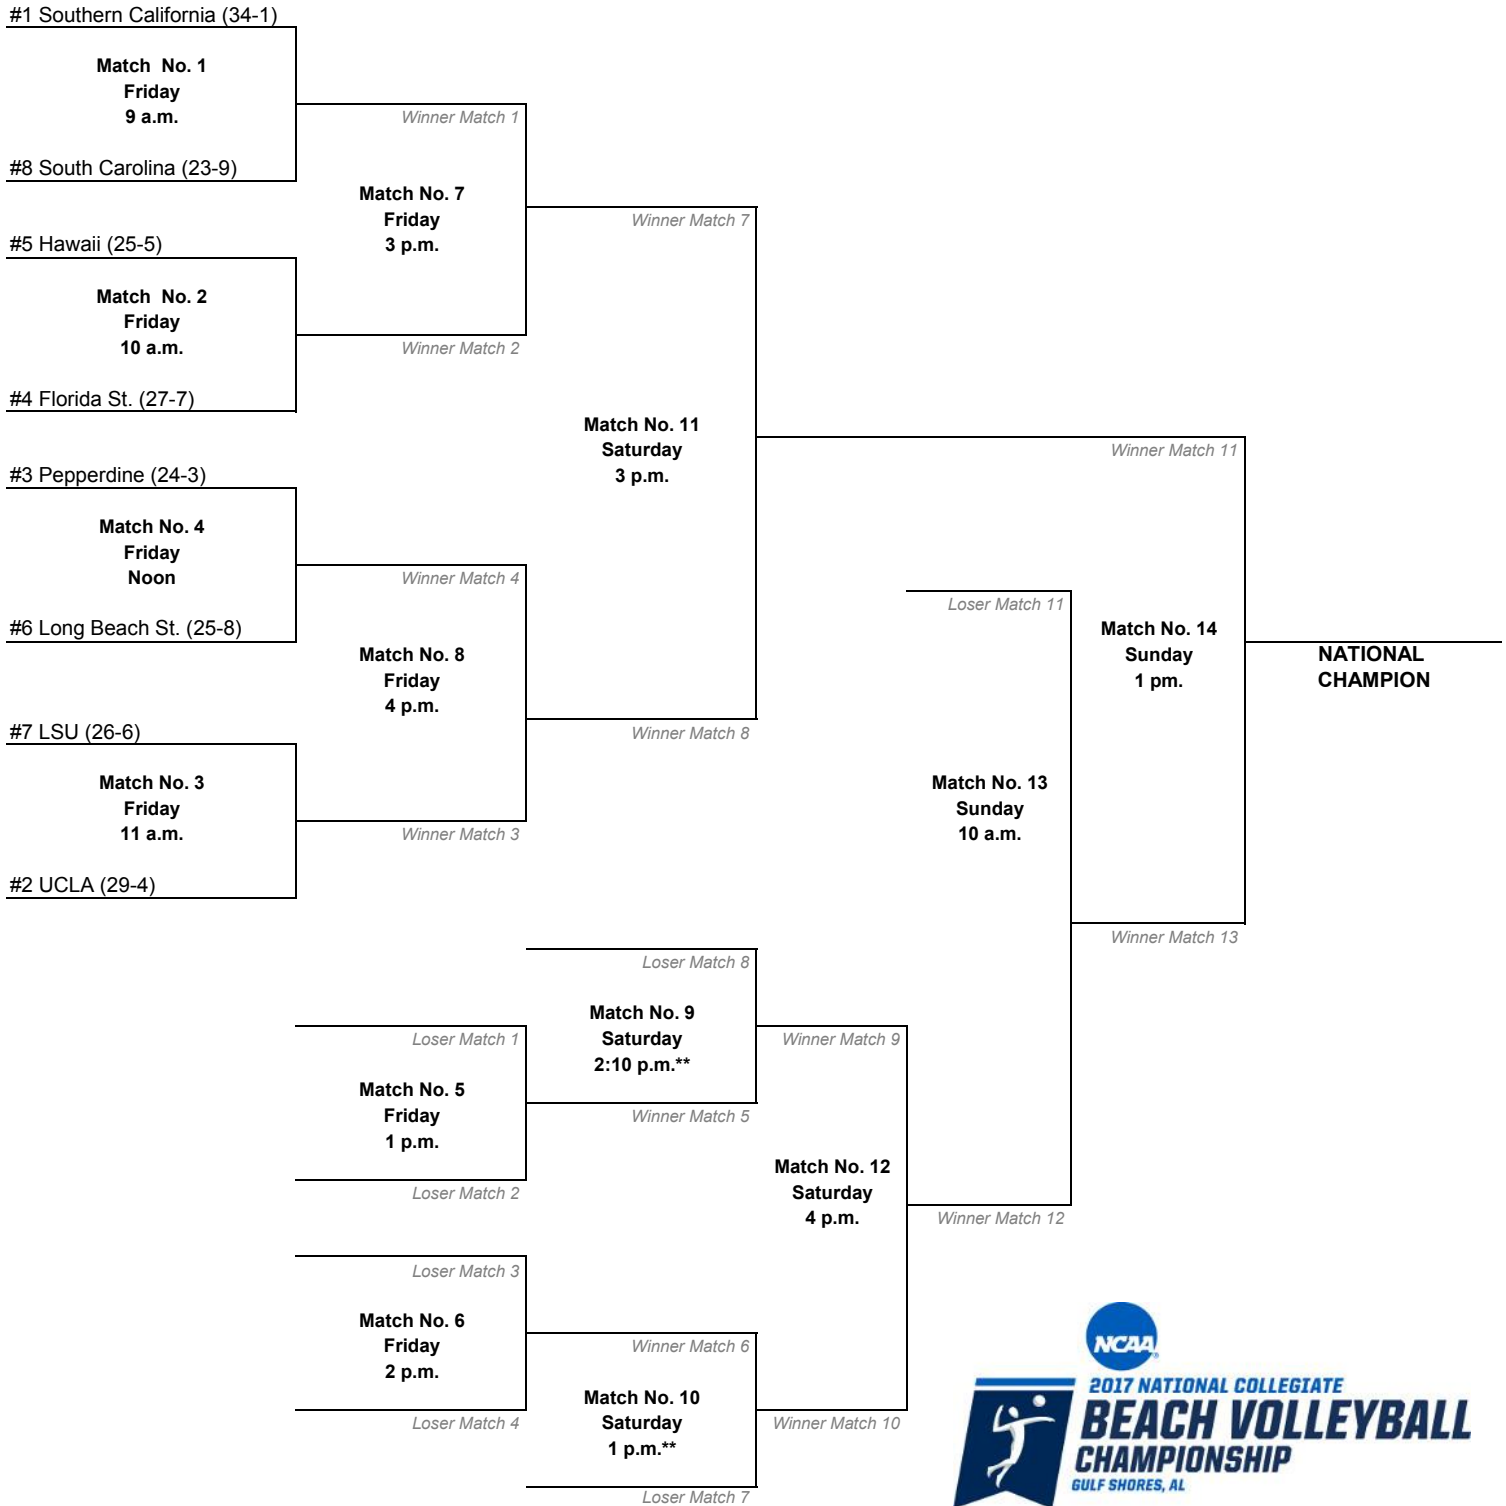 #1 Southern California (34-1)
Match  No. 1
Friday
9 a.m.
Winner Match 1
#8 South Carolina (23-9)
Match No. 7
Friday
3 p.m.
Winner Match 7
#5 Hawaii (25-5)
Match  No. 2
Friday
10 a.m.
Winner Match 2
#4 Florida St. (27-7)
Match No. 11
Saturday
3 p.m.
Winner Match 11
#3 Pepperdine (24-3)
Match No. 4
Friday
Noon
Winner Match 4
#6 Long Beach St. (25-8)
Loser Match 11
Match No. 14
Sunday
1 pm.
NATIONAL
CHAMPION
Match No. 8
Friday
4 p.m.
Winner Match 8
#7 LSU (26-6)
Match No. 3
Friday
11 a.m.
Winner Match 3
#2 UCLA (29-4)
Match No. 13
Sunday
10 a.m.
Winner Match 13
Loser Match 8
Match No. 9
Saturday
2:10 p.m.**
Winner Match 9
Loser Match 1
Match No. 5
Friday
1 p.m.
Winner Match 5
Loser Match 2
Match No. 12
Saturday
4 p.m.
Winner Match 12
Loser Match 3
Match No. 6
Friday
2 p.m.
Winner Match 6
Loser Match 4
Match No. 10
Saturday
1 p.m.**
Winner Match 10
Loser Match 7
NCAA
2017 NATIONAL COLLEGIATE
BEACH VOLLEYBALL
CHAMPIONSHIP
GULF SHORES, AL